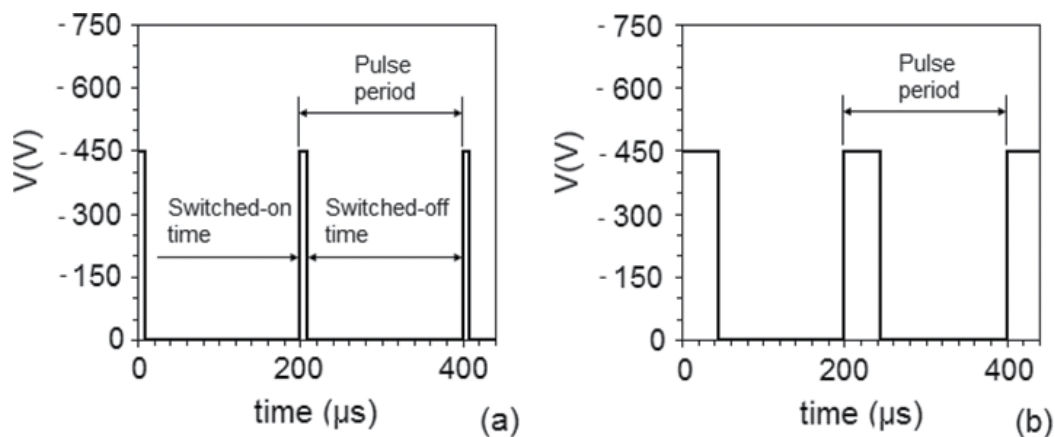 - 750
- 600
- 450
- 300
- 150
0
V(V)
Pulse
period
Switched-on
time
Switched-off
time
0
200
400
time (µs)
(a)
- 750
- 600
- 450
- 300
- 150
0
V(V)
Pulse
period
0
200
400
time (µs)
(b)